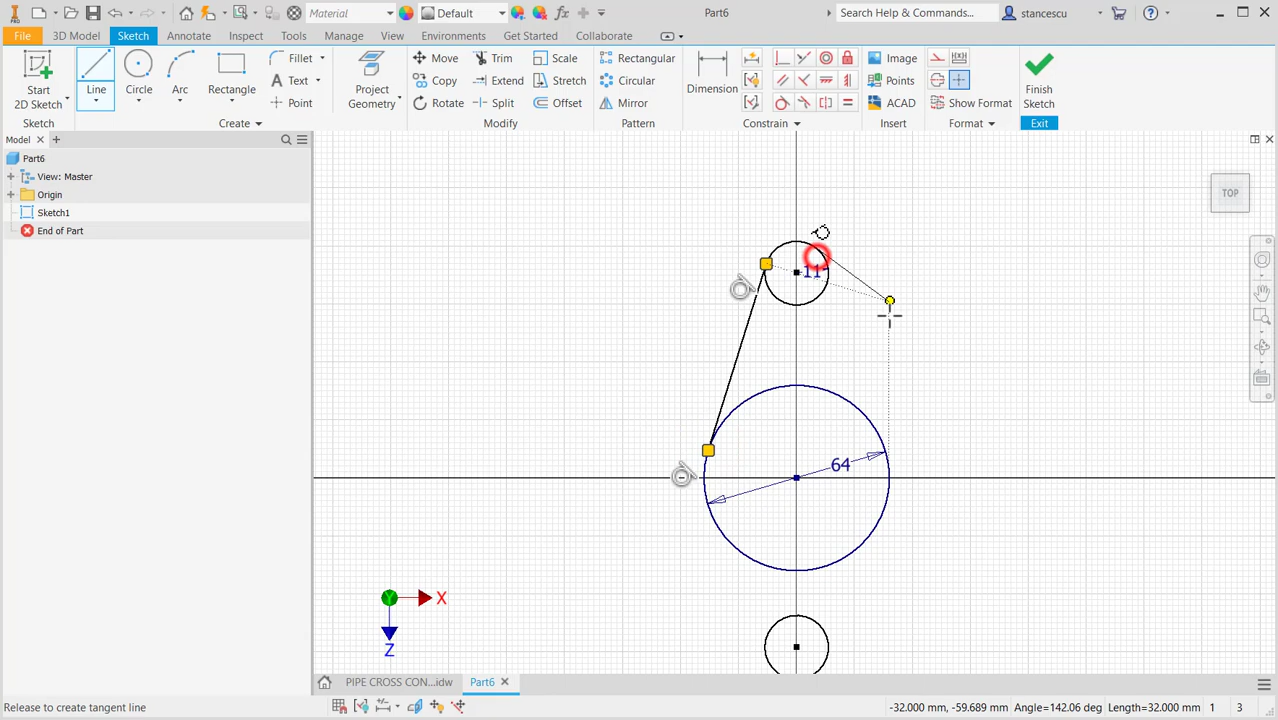 PRO
Material
Default
Part6
Search Help & Commands...
stancescu
File
3D Model
Sketch
Annotate
Inspect
Tools
Manage
View
Environments
Get Started
Collaborate
Start
2D Sketch
Line
Circle
Arc
Rectangle
Fillet
Text
Point
Project
Geometry
Move
Trim
Scale
Copy
Extend
Stretch
Rotate
Split
Offset
Rectangular
Circular
Mirror
Dimension
Image
Points
ACAD
Show Format
Finish
Sketch
Sketch
Create
Modify
Pattern
Constrain
Insert
Format
Exit
Model
Part6
View: Master
Origin
Sketch1
End of Part
TOP
11
64
X
Y
Z
PIPE CROSS CON....idw
Part6
Release to create tangent line
-32.000 mm, -59.689 mm
Angle=142.06 deg
Length=32.000 mm
1
3